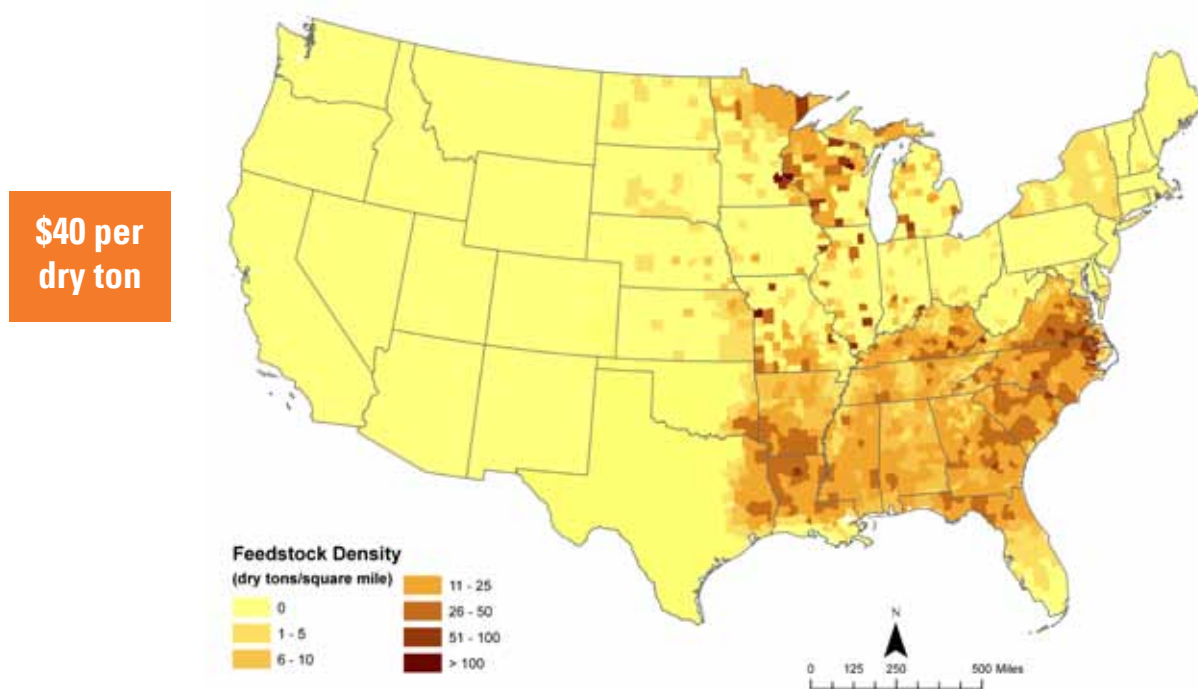 $40 per
dry ton
Feedstock Density
(dry tons/square mile)
0
1 - 5
6 - 10
11 - 25
26 - 50
51 - 100
> 100
N
0 125 250 500 Miles